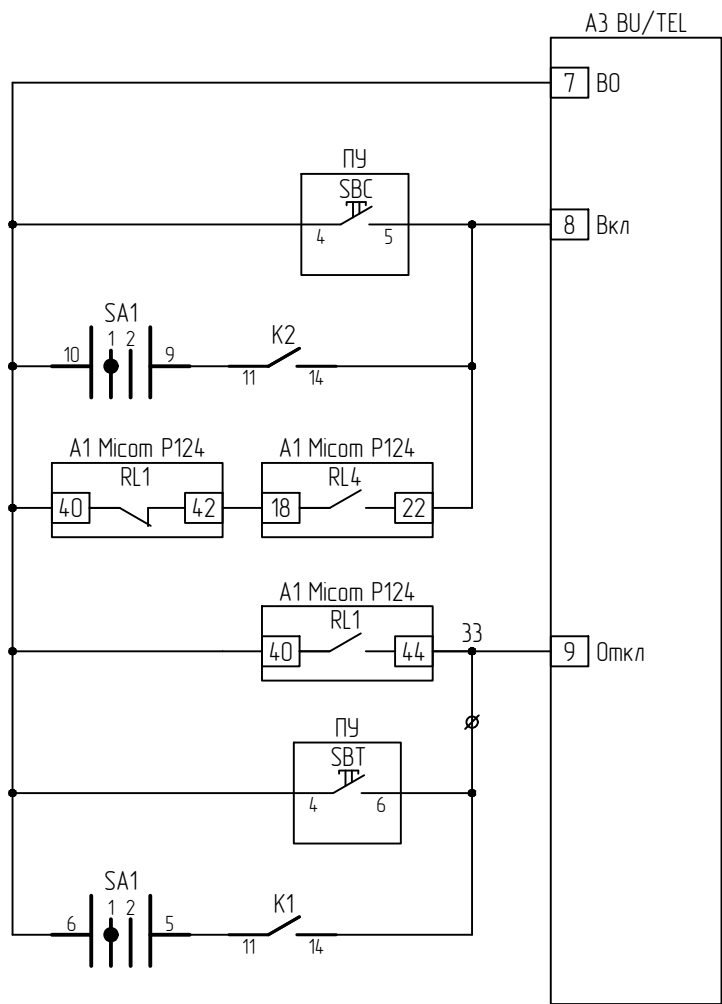 А3 BU/TEL
7 ВО
ПУ
SBC
4 5
8 Вкл
SA1
10 1 2 9
K2
11 14
A1 Micom P124 A1 Micom P124
RL1 RL4
40 42 18 22
A1 Micom P124
RL1
40 44 33
9 Откл
ПУ
SBT
4 6
SA1
6 1 2 5
K1
11 14